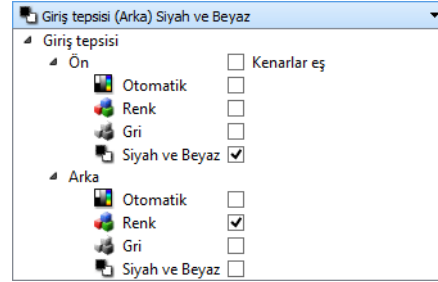 Giriş tepsisi (Arka) Siyah ve Beyaz
Giriş tepsisi
Ön Kenarlar eş
Otomatik
Renk
Gri
Siyah ve Beyaz
Arka
Otomatik
Renk
Gri
Siyah ve Beyaz